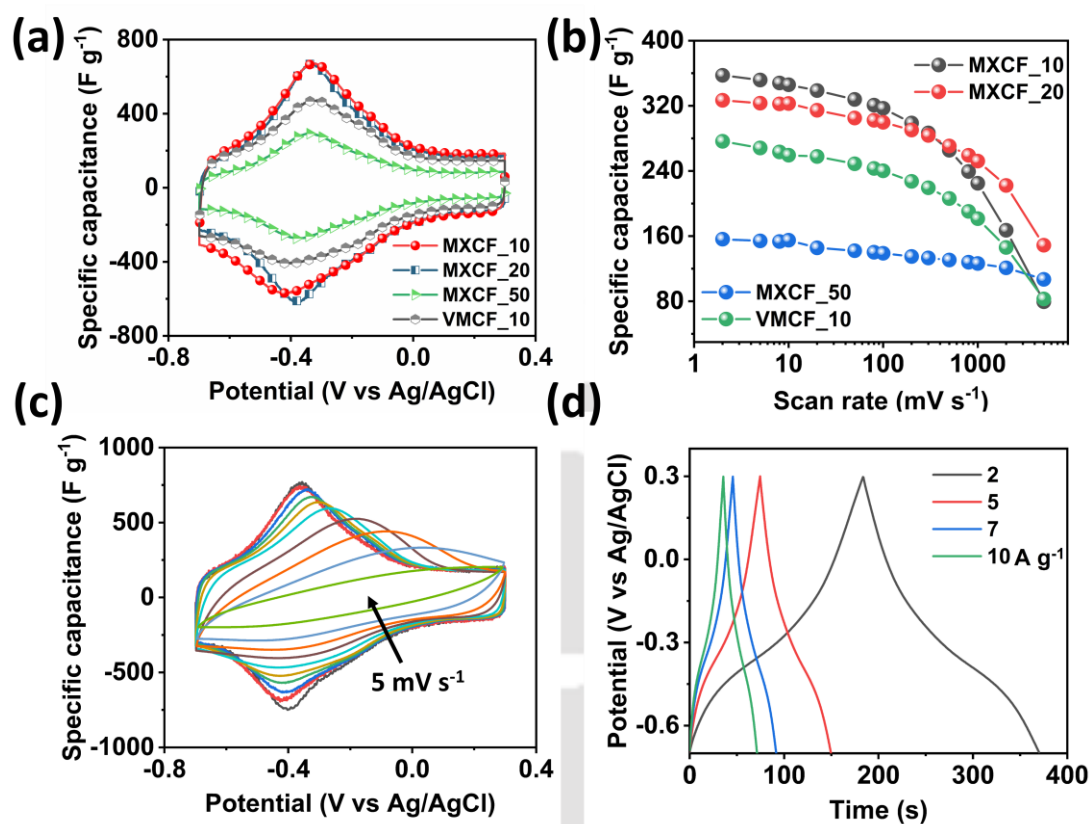 (a)
Specific capacitance (F g⁻¹)
800
400
0
-400
-800
-0.8
-0.4
0.0
0.4
Potential (V vs Ag/AgCl)
MXCF_10
MXCF_20
MXCF_50
VMCF_10
(b)
Specific capacitance (F g⁻¹)
400
320
240
160
80
1
10
100
1000
Scan rate (mV s⁻¹)
MXCF_10
MXCF_20
MXCF_50
VMCF_10
(c)
Specific capacitance (F g⁻¹)
1000
500
0
-500
-1000
-0.8
-0.4
0.0
0.4
Potential (V vs Ag/AgCl)
5 mV s⁻¹
(d)
Potential (V vs Ag/AgCl)
0.3
0.0
-0.3
-0.6
0
100
200
300
400
Time (s)
2
5
7
10 A g⁻¹